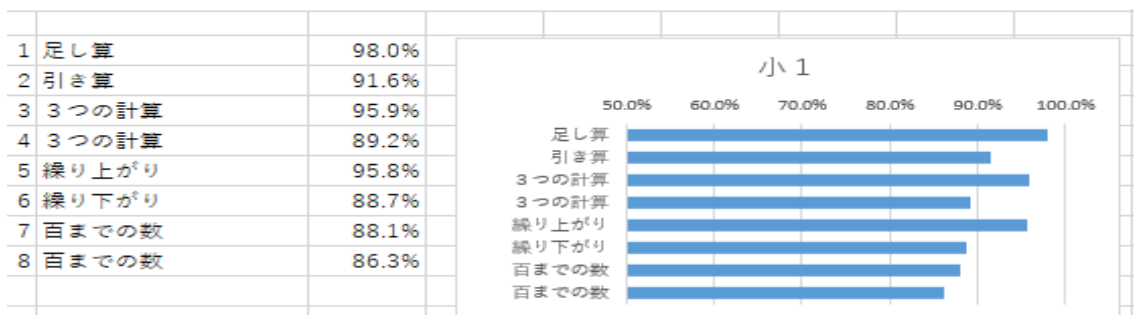 1 足し算 98.0%
2 引き算 91.6%
3 ３つの計算 95.9%
4 ３つの計算 89.2%
5 繰り上がり 95.8%
6 繰り下がり 88.7%
7 百までの数 88.1%
8 百までの数 86.3%
小１
50.0% 60.0% 70.0% 80.0% 90.0% 100.0%
足し算
引き算
３つの計算
３つの計算
繰り上がり
繰り下がり
百までの数
百までの数